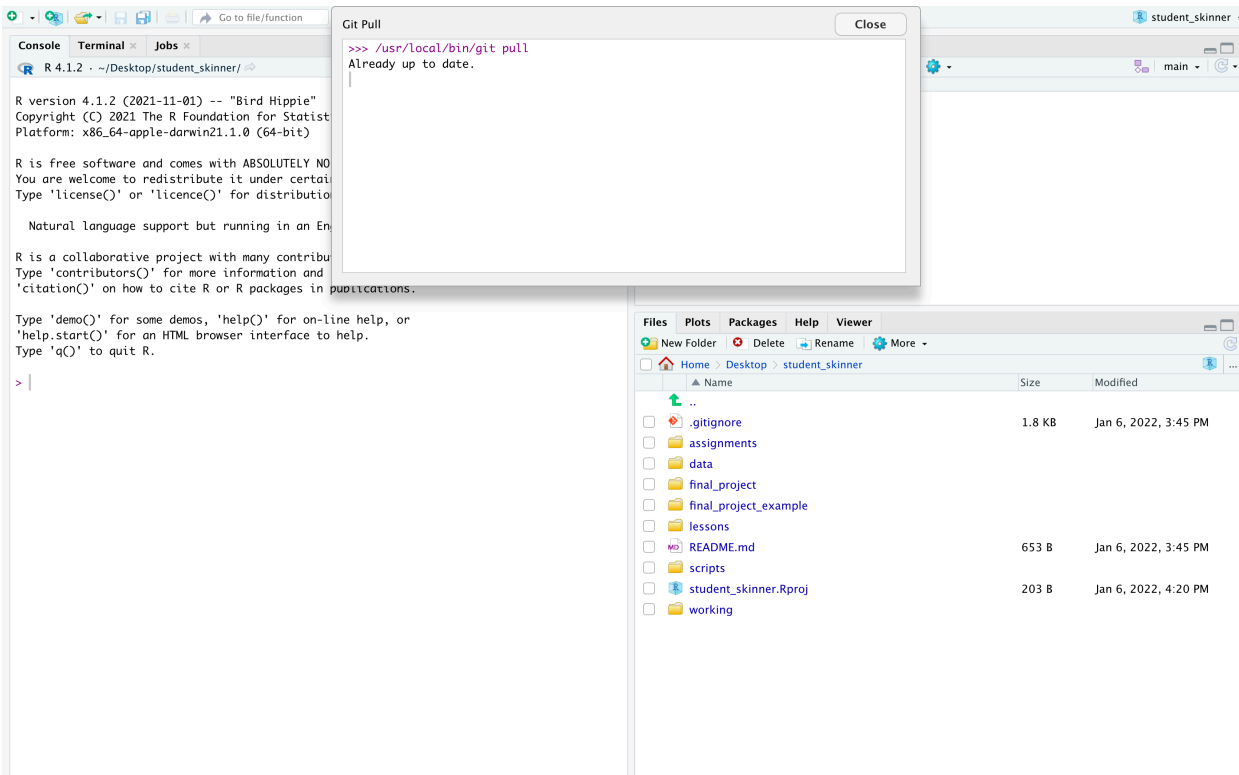 Go to file/function
student_skinner
Console Terminal Jobs
R 4.1.2 · ~/Desktop/student_skinner/
R version 4.1.2 (2021-11-01) -- "Bird Hippie"
Copyright (C) 2021 The R Foundation for Statist
Platform: x86_64-apple-darwin21.1.0 (64-bit)
R is free software and comes with ABSOLUTELY NO
You are welcome to redistribute it under certai
Type 'license()' or 'licence()' for distributio
Natural language support but running in an En
R is a collaborative project with many contribu
Type 'contributors()' for more information and
'citation()' on how to cite R or R packages in publications.
Type 'demo()' for some demos, 'help()' for on-line help, or
'help.start()' for an HTML browser interface to help.
Type 'q()' to quit R.
>
Git Pull Close
>>> /usr/local/bin/git pull
Already up to date.
main
Files Plots Packages Help Viewer
New Folder Delete Rename More
Home > Desktop > student_skinner ...
Name Size Modified
..
.gitignore 1.8 KB Jan 6, 2022, 3:45 PM
assignments
data
final_project
final_project_example
lessons
README.md 653 B Jan 6, 2022, 3:45 PM
scripts
student_skinner.Rproj 203 B Jan 6, 2022, 4:20 PM
working